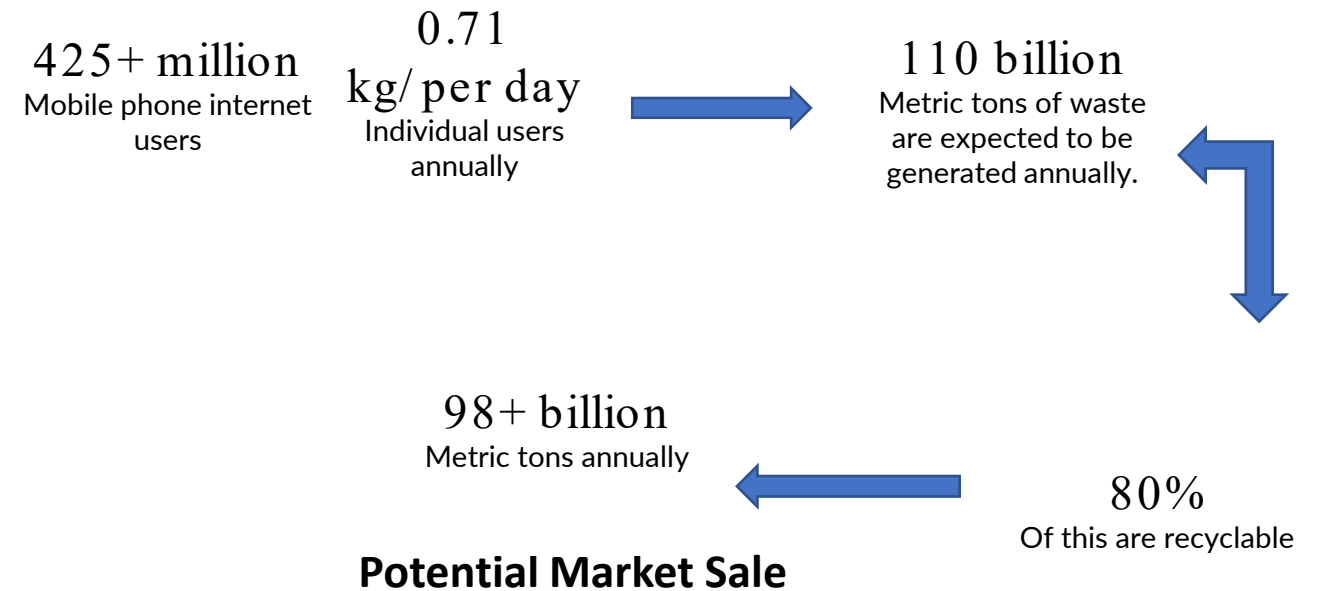 425+ million
Mobile phone internet
users
0.71
kg/ per day
Individual users
annually
110 billion
Metric tons of waste
are expected to be
generated annually.
98+ billion
Metric tons annually
80%
Of this are recyclable
Potential Market Sale